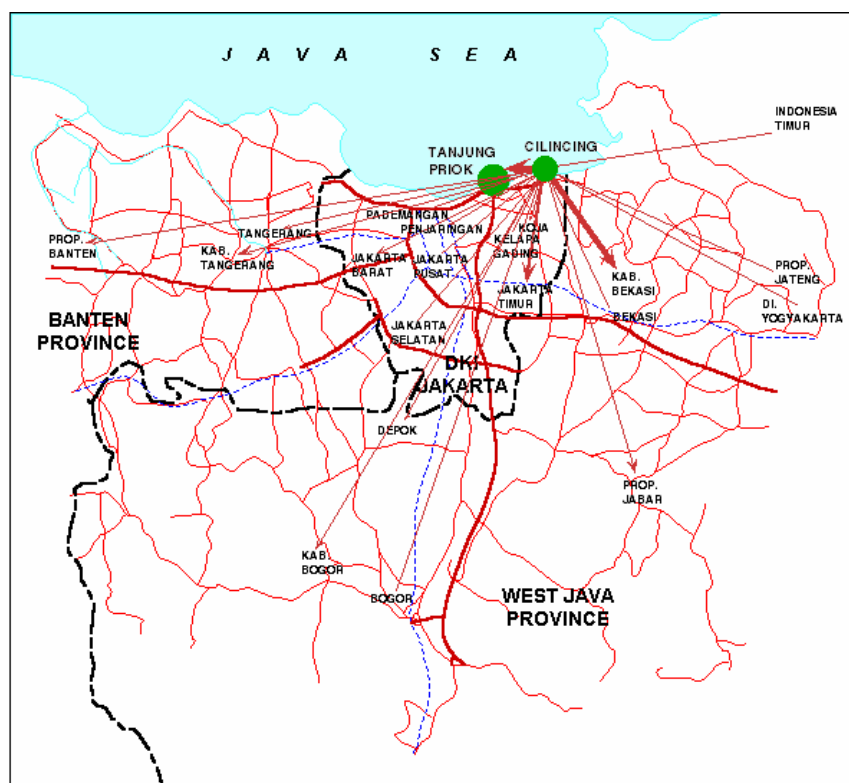 JAVA SEA
INDONESIA
TIMUR
CILINCING
TANJUNG
PRIOK
PADEMANGAN
PENJARINGAN
KOJA
KELAPA
GADING
TANGERANG
PROP.
BANTEN
KAB.
TANGERANG
JAKARTA
BARAT
JAKARTA
PUSAT
JAKARTA
TIMUR
KAB.
BEKASI
BEKASI
PROP.
JATENG
DI.
YOGYAKARTA
BANTEN
PROVINCE
JAKARTA
SELATAN
DKI
JAKARTA
DEPOK
PROP.
JABAR
KAB.
BOGOR
BOGOR
WEST JAVA
PROVINCE